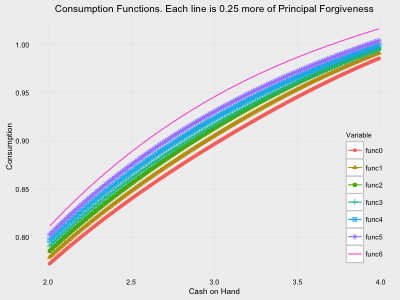 Consumption Functions. Each line is 0.25 more of Principal Forgiveness
1.00
0.95
0.90
0.85
0.80
Consumption
2.0
2.5
3.0
3.5
4.0
Cash on Hand
Variable
func0
func1
func2
func3
func4
func5
func6